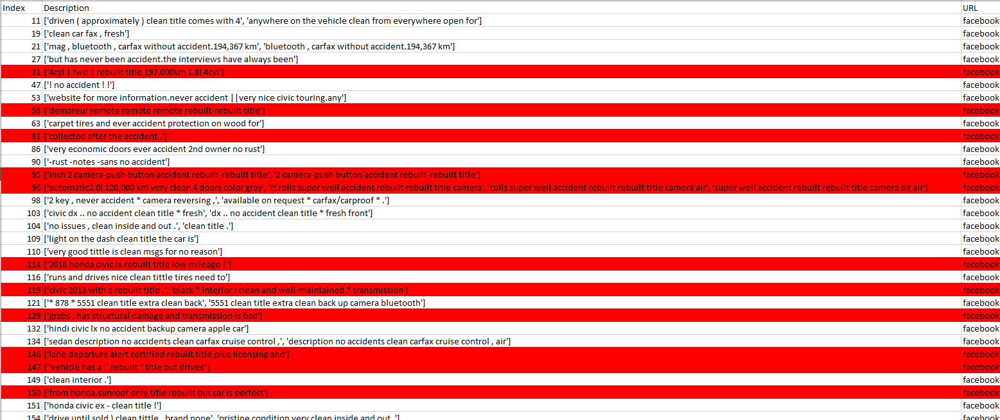 Index Description URL
11 ['driven ( approximately ) clean title comes with 4', 'anywhere on the vehicle clean from everywhere open for'] facebook
19 ['clean car fax , fresh'] facebook
21 ['mag , bluetooth , carfax without accident.194,367 km', 'bluetooth , carfax without accident.194,367 km'] facebook
27 ['but has never been accident.the interviews have always been'] facebook
31 ['4cyl | fwd | rebuilt title 197.000km 1.8l 4cyl'] facebook
47 ['! no accident ! !'] facebook
53 ['website for more information.never accident ||very nice civic touring.any'] facebook
58 ['demareur remote remote remote rebuilt-rebuilt title'] facebook
63 ['carpet tires and ever accident protection on wood for'] facebook
81 ['collected after the accident .'] facebook
86 ['very economic doors ever accident 2nd owner no rust'] facebook
90 ['-rust -notes -sans no accident'] facebook
95 ['inch 2 camera-push button accident rebuilt-rebuilt title', '2 camera-push button accident rebuilt-rebuilt title'] facebook
96 ['automatic2.0l 120,000 km very clean 4 doors color gray', 'it rolls super well accident rebuilt rebuilt title camera', 'rolls super well accident rebuilt rebuilt title camera air', 'super well accident rebuilt rebuilt title camera air air'] facebook
98 ['2 key , never accident * camera reversing ,', 'available on request * carfax/carproof * .'] facebook
103 ['civic dx .. no accident clean title * fresh', 'dx .. no accident clean title * fresh front'] facebook
104 ['no issues , clean inside and out .', 'clean title .'] facebook
109 ['light on the dash clean title the car is'] facebook
110 ['very good tittle is clean msgs for no reason'] facebook
114 ['2016 honda civic lx rebuilt title low mileage |'] facebook
116 ['runs and drives nice clean tittle tires need to'] facebook
119 ['civic 2013 with a rebuilt title .', 'black * interior : clean and well-maintained * transmission'] facebook
121 ['* 878 * 5551 clean title extra clean back', '5551 clean title extra clean back up camera bluetooth'] facebook
129 ['grabs , has structural damage and transmission is bad'] facebook
132 ['hindi civic lx no accident backup camera apple car'] facebook
134 ['sedan description no accidents clean carfax cruise control ,', 'description no accidents clean carfax cruise control , air'] facebook
146 ['lane departure alert certified rebuilt title plus licensing and'] facebook
147 ["vehicle has a `` rebuilt '' title but drives"] facebook
149 ['clean interior .'] facebook
150 ['from honda.sunroof only title rebuilt but car is perfect'] facebook
151 ['honda civic ex - clean title !'] facebook
154 ['drive until sold ) clean tittle , brand none', 'pristine condition very clean inside and out .'] facebook